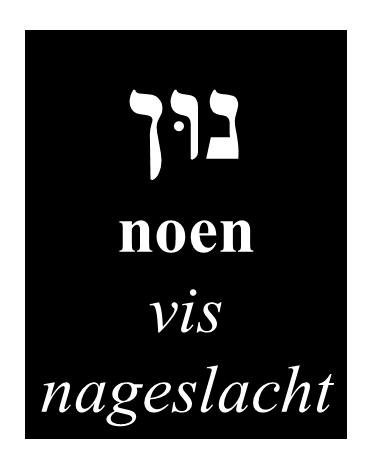 נוּן
noen
vis
nageslacht